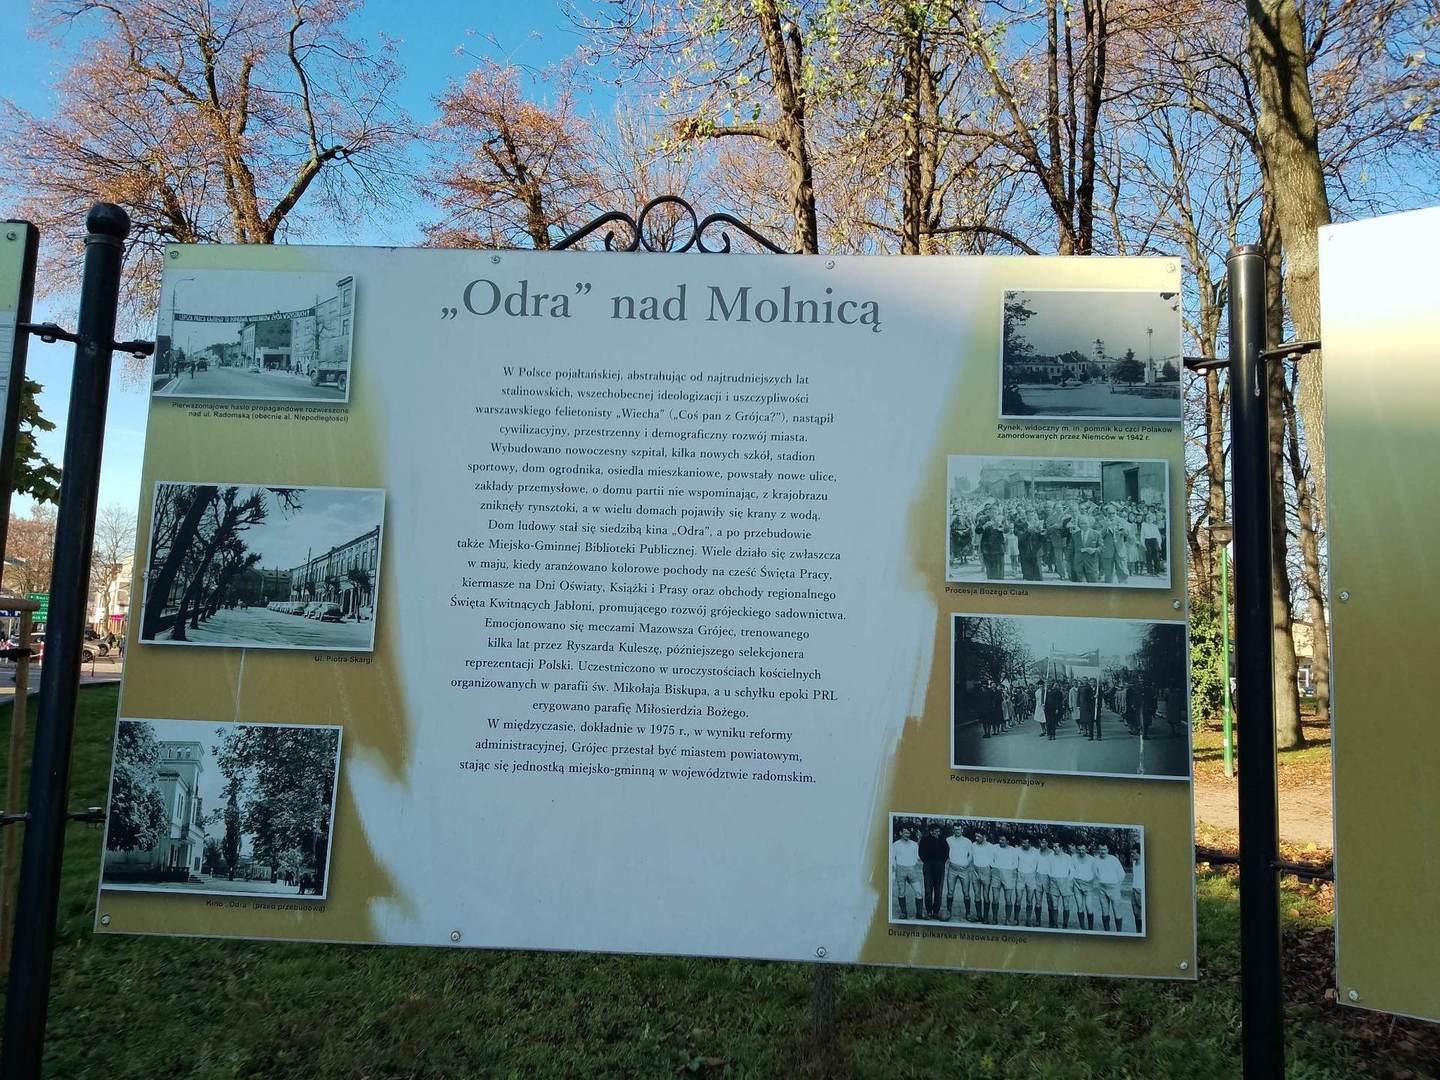 „Odra” nad Molnicą
W Polsce pojałtańskiej, abstrahując od najtrudniejszych lat
stalinowskich, wszechobecnej ideologizacji i uszczypliwości
warszawskiego felietonisty „Wiecha” („Coś pan z Grójca?”), nastąpił
cywilizacyjny, przestrzenny i demograficzny rozwój miasta.
Wybudowano nowoczesny szpital, kilka nowych szkół, stadion
sportowy, dom ogrodnika, osiedla mieszkaniowe, powstały nowe ulice,
zakłady przemysłowe, o domu partii nie wspominając, z krajobrazu
zniknęły rynsztoki, a w wielu domach pojawiły się krany z wodą.
Dom ludowy stał się siedzibą kina „Odra”, a po przebudowie
także Miejsko-Gminnej Biblioteki Publicznej. Wiele działo się zwłaszcza
w maju, kiedy aranżowano kolorowe pochody na cześć Święta Pracy,
kiermasze na Dni Oświaty, Książki i Prasy oraz obchody regionalnego
Święta Kwitnących Jabłoni, promującego rozwój grójeckiego sadownictwa.
Emocjonowano się meczami Mazowsza Grójec, trenowanego
kilka lat przez Ryszarda Kuleszę, późniejszego selekcjonera
reprezentacji Polski. Uczestniczono w uroczystościach kościelnych
organizowanych w parafii św. Mikołaja Biskupa, a u schyłku epoki PRL
erygowano parafię Miłosierdzia Bożego.
W międzyczasie, dokładnie w 1975 r., w wyniku reformy
administracyjnej, Grójec przestał być miastem powiatowym,
stając się jednostką miejsko-gminną w województwie radomskim.
Pierwszomajowe hasło propagandowe rozwieszone
nad ul. Radomską (obecnie al. Niepodległości)
ul. Piotra Skargi
Kino „Odra” (przed przebudową)
Rynek, widoczny m. in. pomnik ku czci Polaków
zamordowanych przez Niemców w 1942 r.
Procesja Bożego Ciała
Pochód pierwszomajowy
Drużyna piłkarska Mazowsza Grójec